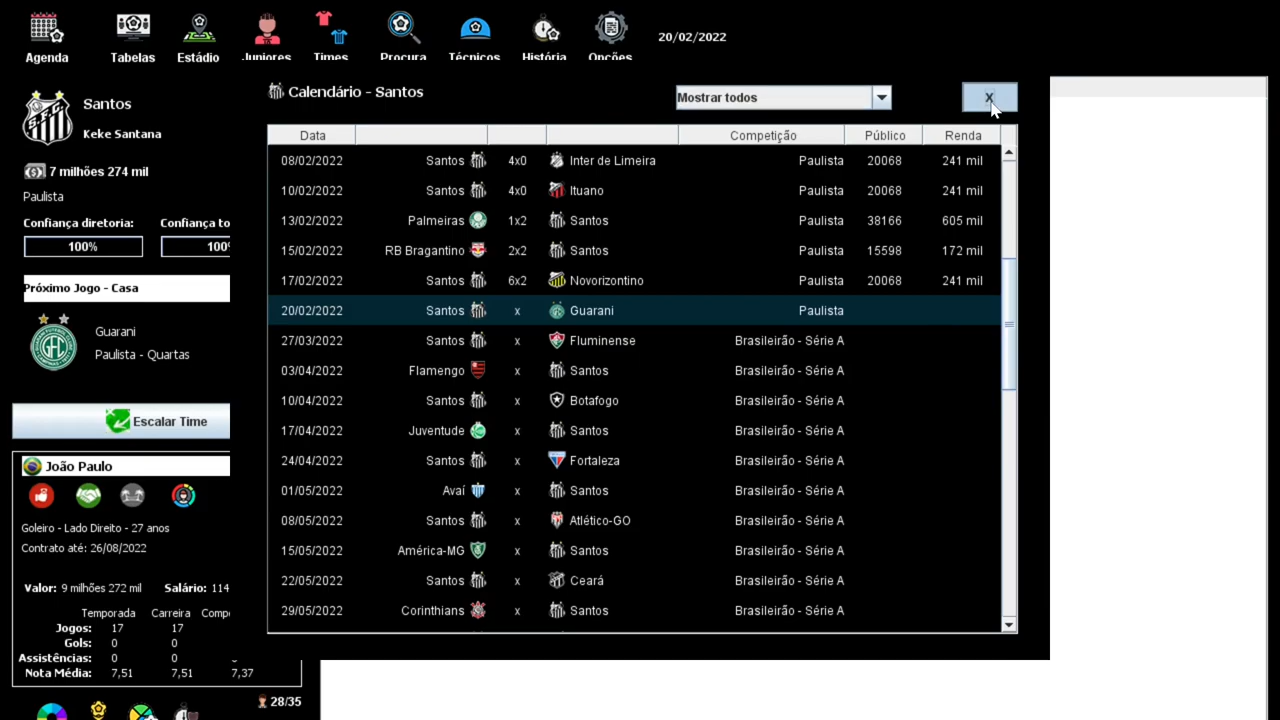 Agenda Tabelas Estádio Juniores Times Procura Técnicos História Opções 20/02/2022
Santos
Keke Santana
7 milhões 274 mil
Paulista
Confiança diretoria: Confiança to
100% 100%
Próximo Jogo - Casa
Guarani
Paulista - Quartas
Escalar Time
João Paulo
Goleiro - Lado Direito - 27 anos
Contrato até: 26/08/2022
Valor: 9 milhões 272 mil Salário: 114
Temporada Carreira Compe
Jogos: 17 17
Gols: 0 0
Assistências: 0 0
Nota Média: 7,51 7,51 7,37
28/35
Calendário - Santos Mostrar todos X
Data Competição Público Renda
08/02/2022 Santos 4x0 Inter de Limeira Paulista 20068 241 mil
10/02/2022 Santos 4x0 Ituano Paulista 20068 241 mil
13/02/2022 Palmeiras 1x2 Santos Paulista 38166 605 mil
15/02/2022 RB Bragantino 2x2 Santos Paulista 15598 172 mil
17/02/2022 Santos 6x2 Novorizontino Paulista 20068 241 mil
20/02/2022 Santos x Guarani Paulista
27/03/2022 Santos x Fluminense Brasileirão - Série A
03/04/2022 Flamengo x Santos Brasileirão - Série A
10/04/2022 Santos x Botafogo Brasileirão - Série A
17/04/2022 Juventude x Santos Brasileirão - Série A
24/04/2022 Santos x Fortaleza Brasileirão - Série A
01/05/2022 Avaí x Santos Brasileirão - Série A
08/05/2022 Santos x Atlético-GO Brasileirão - Série A
15/05/2022 América-MG x Santos Brasileirão - Série A
22/05/2022 Santos x Ceará Brasileirão - Série A
29/05/2022 Corinthians x Santos Brasileirão - Série A